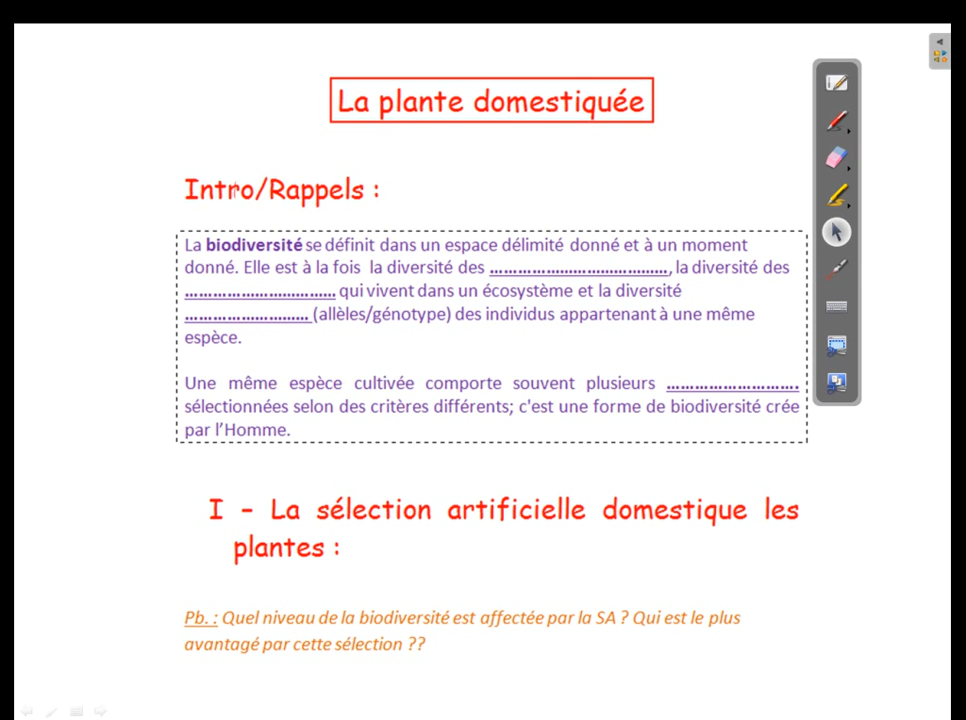 La plante domestiquée
Intro/Rappels :
La biodiversité se définit dans un espace délimité donné et à un moment
donné. Elle est à la fois la diversité des ……………………………………, la diversité des
……………………………… qui vivent dans un écosystème et la diversité
………………………… (allèles/génotype) des individus appartenant à une même
espèce.
Une même espèce cultivée comporte souvent plusieurs ……………………….
sélectionnées selon des critères différents; c'est une forme de biodiversité crée
par l'Homme.
I – La sélection artificielle domestique les
plantes :
Pb. : Quel niveau de la biodiversité est affectée par la SA ? Qui est le plus
avantagé par cette sélection ??